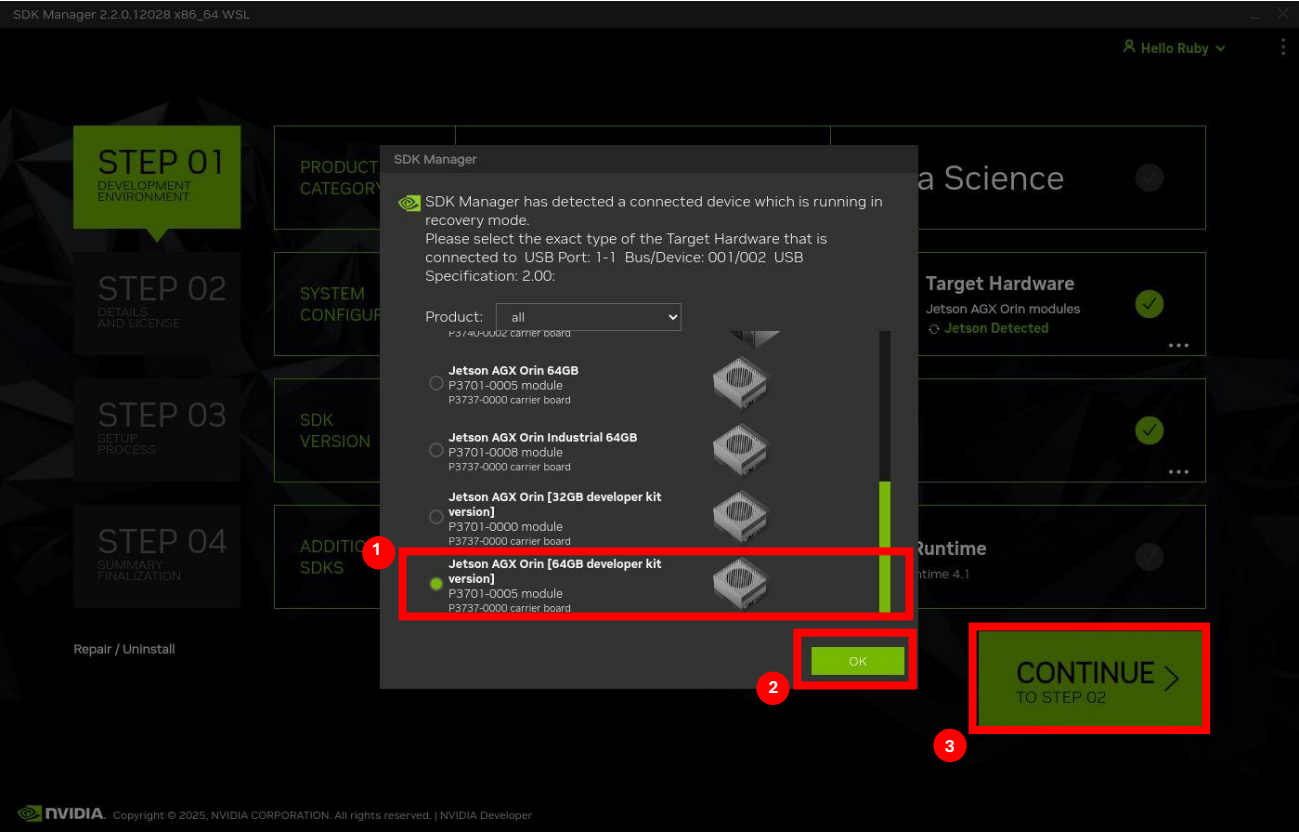 SDK Manager 2.2.0.12028 x86_64 WSL
Hello Ruby
STEP 01
DEVELOPMENT
ENVIRONMENT
PRODUCT
CATEGORY
a Science
SDK Manager
SDK Manager has detected a connected device which is running in
recovery mode.
Please select the exact type of the Target Hardware that is
connected to USB Port: 1-1 Bus/Device: 001/002 USB
Specification: 2.00:
Product: all
P3740-0002 carrier board
Jetson AGX Orin 64GB
P3701-0005 module
P3737-0000 carrier board
Jetson AGX Orin Industrial 64GB
P3701-0008 module
P3737-0000 carrier board
Jetson AGX Orin [32GB developer kit
version]
P3701-0000 module
P3737-0000 carrier board
1
Jetson AGX Orin [64GB developer kit
version]
P3701-0005 module
P3737-0000 carrier board
OK
2
STEP 02
DETAILS
AND LICENSE
SYSTEM
CONFIGUR
Target Hardware
Jetson AGX Orin modules
Jetson Detected
...
STEP 03
SETUP
PROCESS
SDK
VERSION
...
STEP 04
SUMMARY
FINALIZATION
ADDITIO
SDKS
Runtime
ntime 4.1
Repair / Uninstall
CONTINUE >
TO STEP 02
3
NVIDIA. Copyright © 2025, NVIDIA CORPORATION. All rights reserved. | NVIDIA Developer